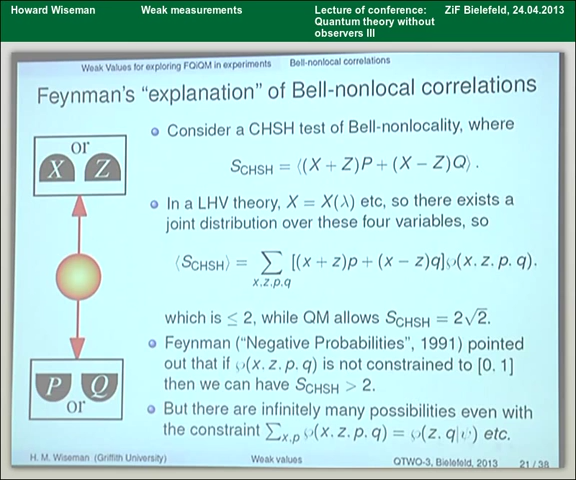 Howard Wiseman
Weak measurements
Lecture of conference:
Quantum theory without
observers III
ZiF Bielefeld, 24.04.2013
Weak Values for exploring FQiQM in experiments
Bell-nonlocal correlations
Feynman's "explanation" of Bell-nonlocal correlations
or
X Z
P Q
or
• Consider a CHSH test of Bell-nonlocality, where
S_CHSH = ⟨(X + Z)P + (X − Z)Q⟩ .
• In a LHV theory, X = X(λ) etc, so there exists a
joint distribution over these four variables, so
⟨S_CHSH⟩ = ∑ [(x + z)p + (x − z)q]℘(x, z, p, q).
x,z,p,q
which is ≤ 2, while QM allows S_CHSH = 2√2.
• Feynman ("Negative Probabilities", 1991) pointed
out that if ℘(x, z, p, q) is not constrained to [0, 1]
then we can have S_CHSH > 2.
• But there are infinitely many possibilities even with
the constraint ∑x,p ℘(x, z, p, q) = ℘(z, q|ψ) etc.
H. M. Wiseman (Griffith University)
Weak values
QTWO-3, Bielefeld, 2013
21 / 38